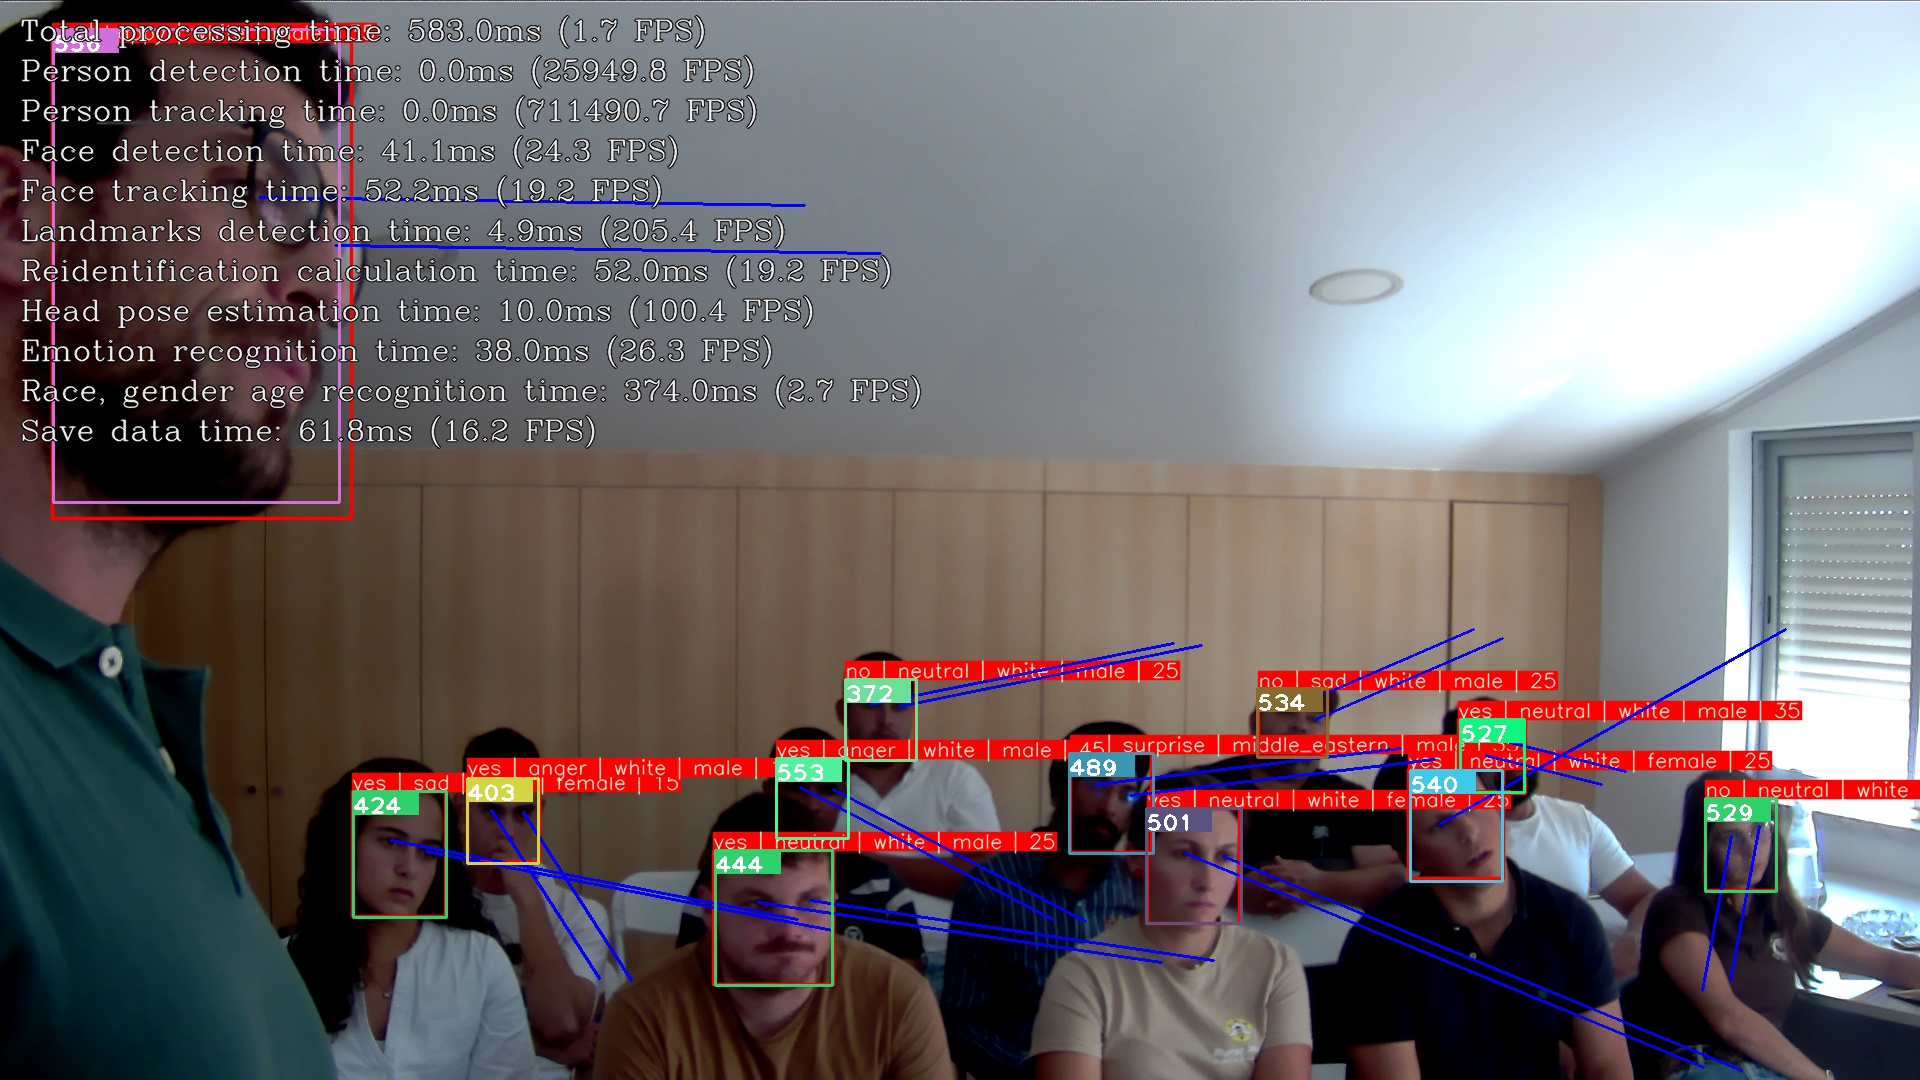 Total processing time: 583.0ms (1.7 FPS)
556
Person detection time: 0.0ms (25949.8 FPS)
Person tracking time: 0.0ms (711490.7 FPS)
Face detection time: 41.1ms (24.3 FPS)
Face tracking time: 52.2ms (19.2 FPS)
Landmarks detection time: 4.9ms (205.4 FPS)
Reidentification calculation time: 52.0ms (19.2 FPS)
Head pose estimation time: 10.0ms (100.4 FPS)
Emotion recognition time: 38.0ms (26.3 FPS)
Race, gender age recognition time: 374.0ms (2.7 FPS)
Save data time: 61.8ms (16.2 FPS)
no | neutral | white | male | 25
372
no | sad | white | male | 25
534
yes | neutral | white | male | 35
527
yes | anger | white | male | 45
553
surprise | middle_eastern | male | 35
489
yes | neutral | white | female | 25
540
yes | anger | white | male |
403
yes | sad | female | 15
424
no | neutral | white
529
yes | neutral | white | female | 25
501
yes | neutral | white | male | 25
444